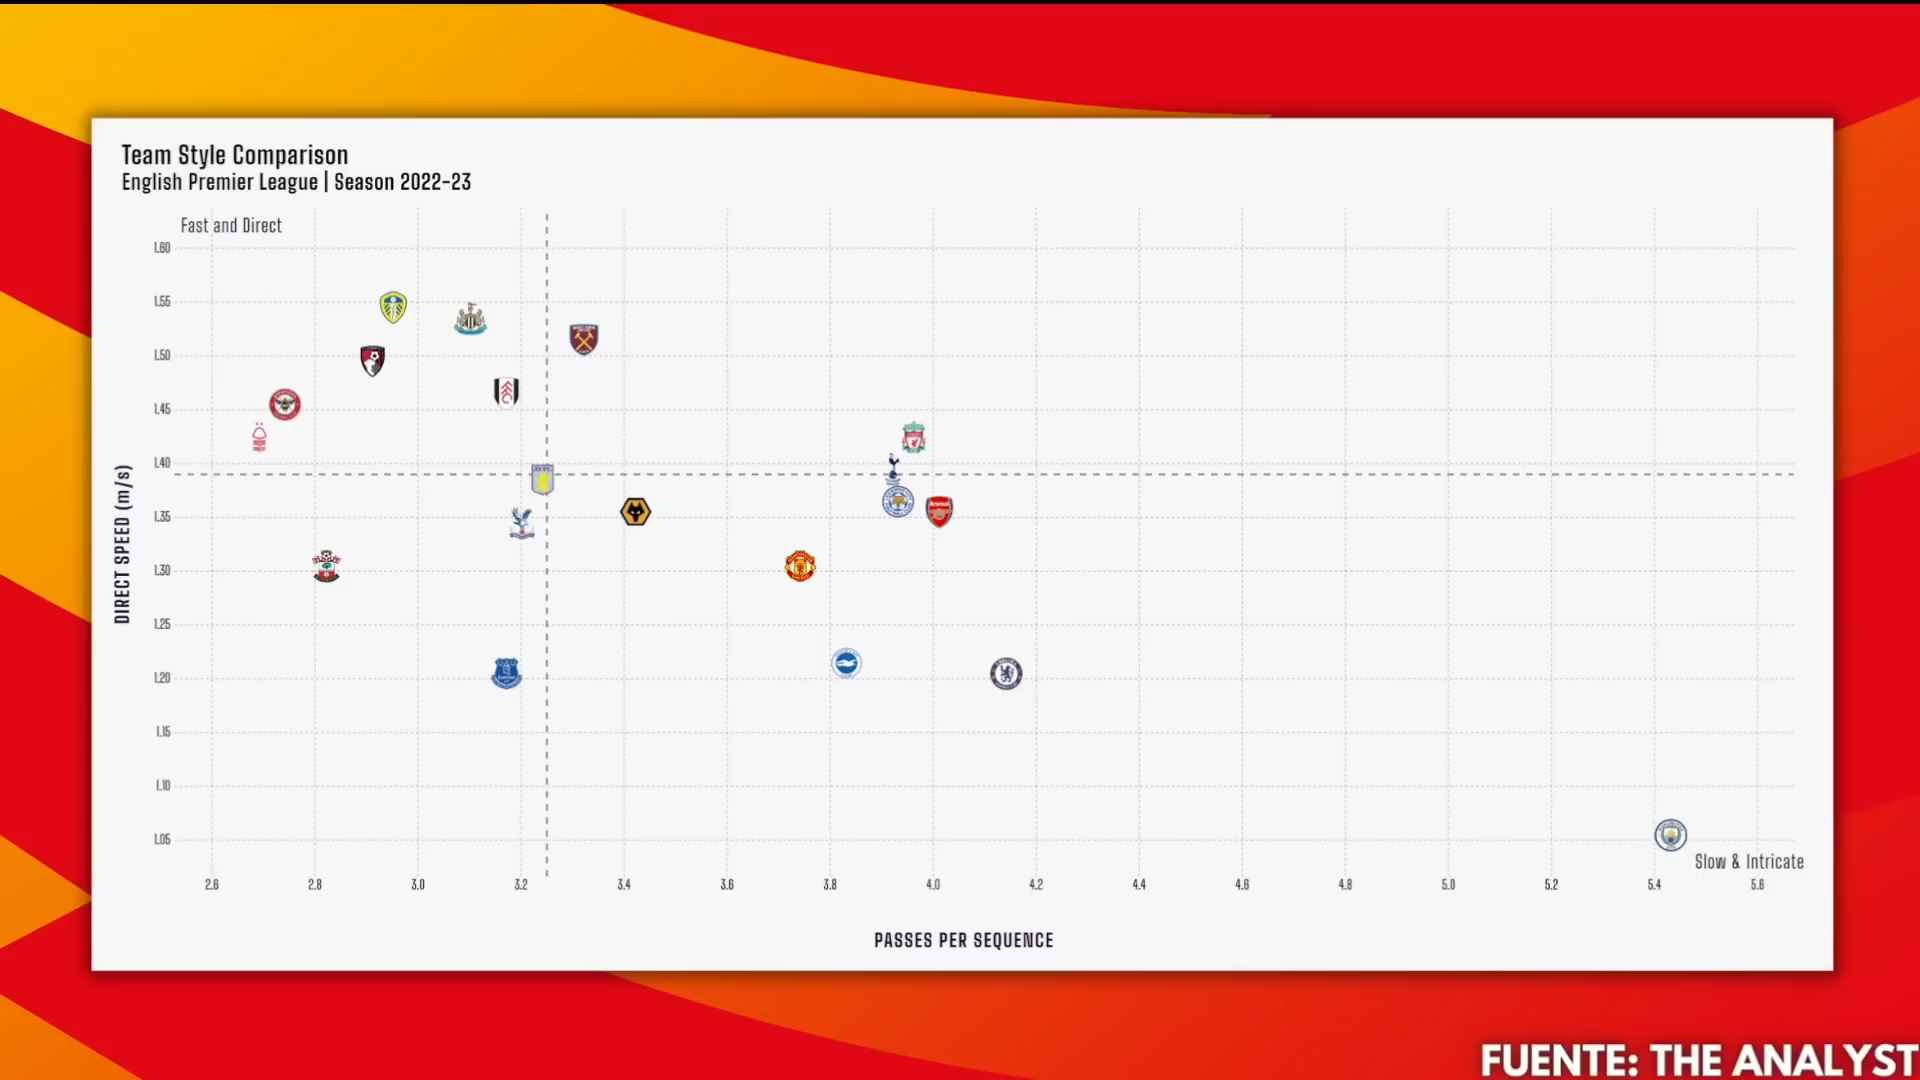 Team Style Comparison
English Premier League | Season 2022-23
Fast and Direct
1.60
1.55
1.50
1.45
1.40
1.35
1.30
1.25
1.20
1.15
1.10
1.05
DIRECT SPEED (m/s)
Arsenal
Slow & Intricate
2.6 2.8 3.0 3.2 3.4 3.6 3.8 4.0 4.2 4.4 4.6 4.8 5.0 5.2 5.4 5.6
PASSES PER SEQUENCE
FUENTE: THE ANALYST